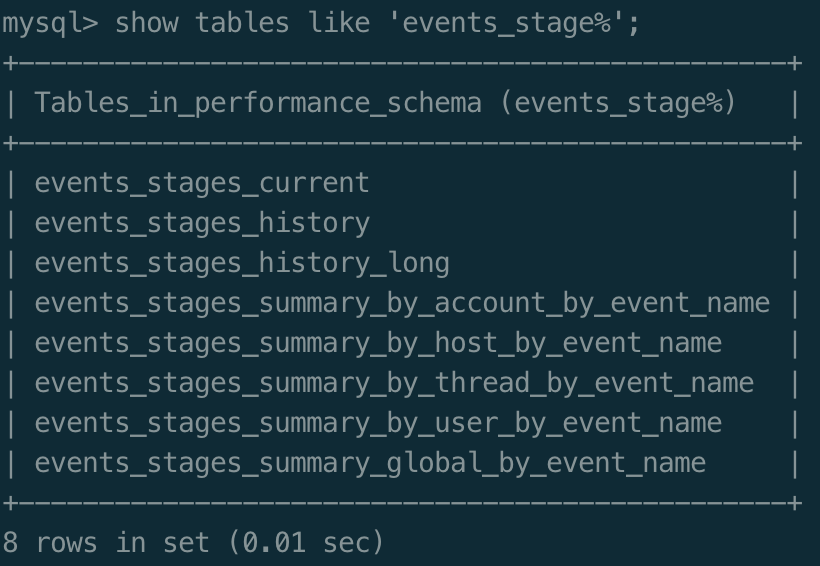 mysql> show tables like 'events_stage%';
+------------------------------------------------+
| Tables_in_performance_schema (events_stage%)   |
+------------------------------------------------+
| events_stages_current                          |
| events_stages_history                          |
| events_stages_history_long                     |
| events_stages_summary_by_account_by_event_name |
| events_stages_summary_by_host_by_event_name    |
| events_stages_summary_by_thread_by_event_name  |
| events_stages_summary_by_user_by_event_name    |
| events_stages_summary_global_by_event_name     |
+------------------------------------------------+
8 rows in set (0.01 sec)